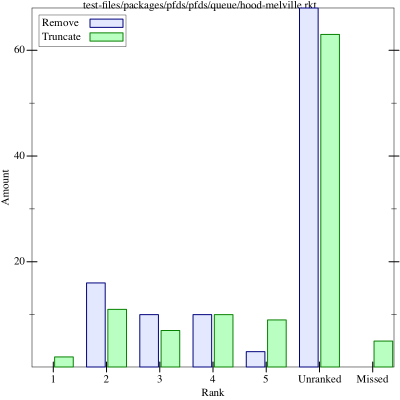 test-files/packages/pfds/pfds/queue/hood-melville.rkt
Remove
Truncate
60
40
20
Amount
1 2 3 4 5 Unranked Missed
Rank